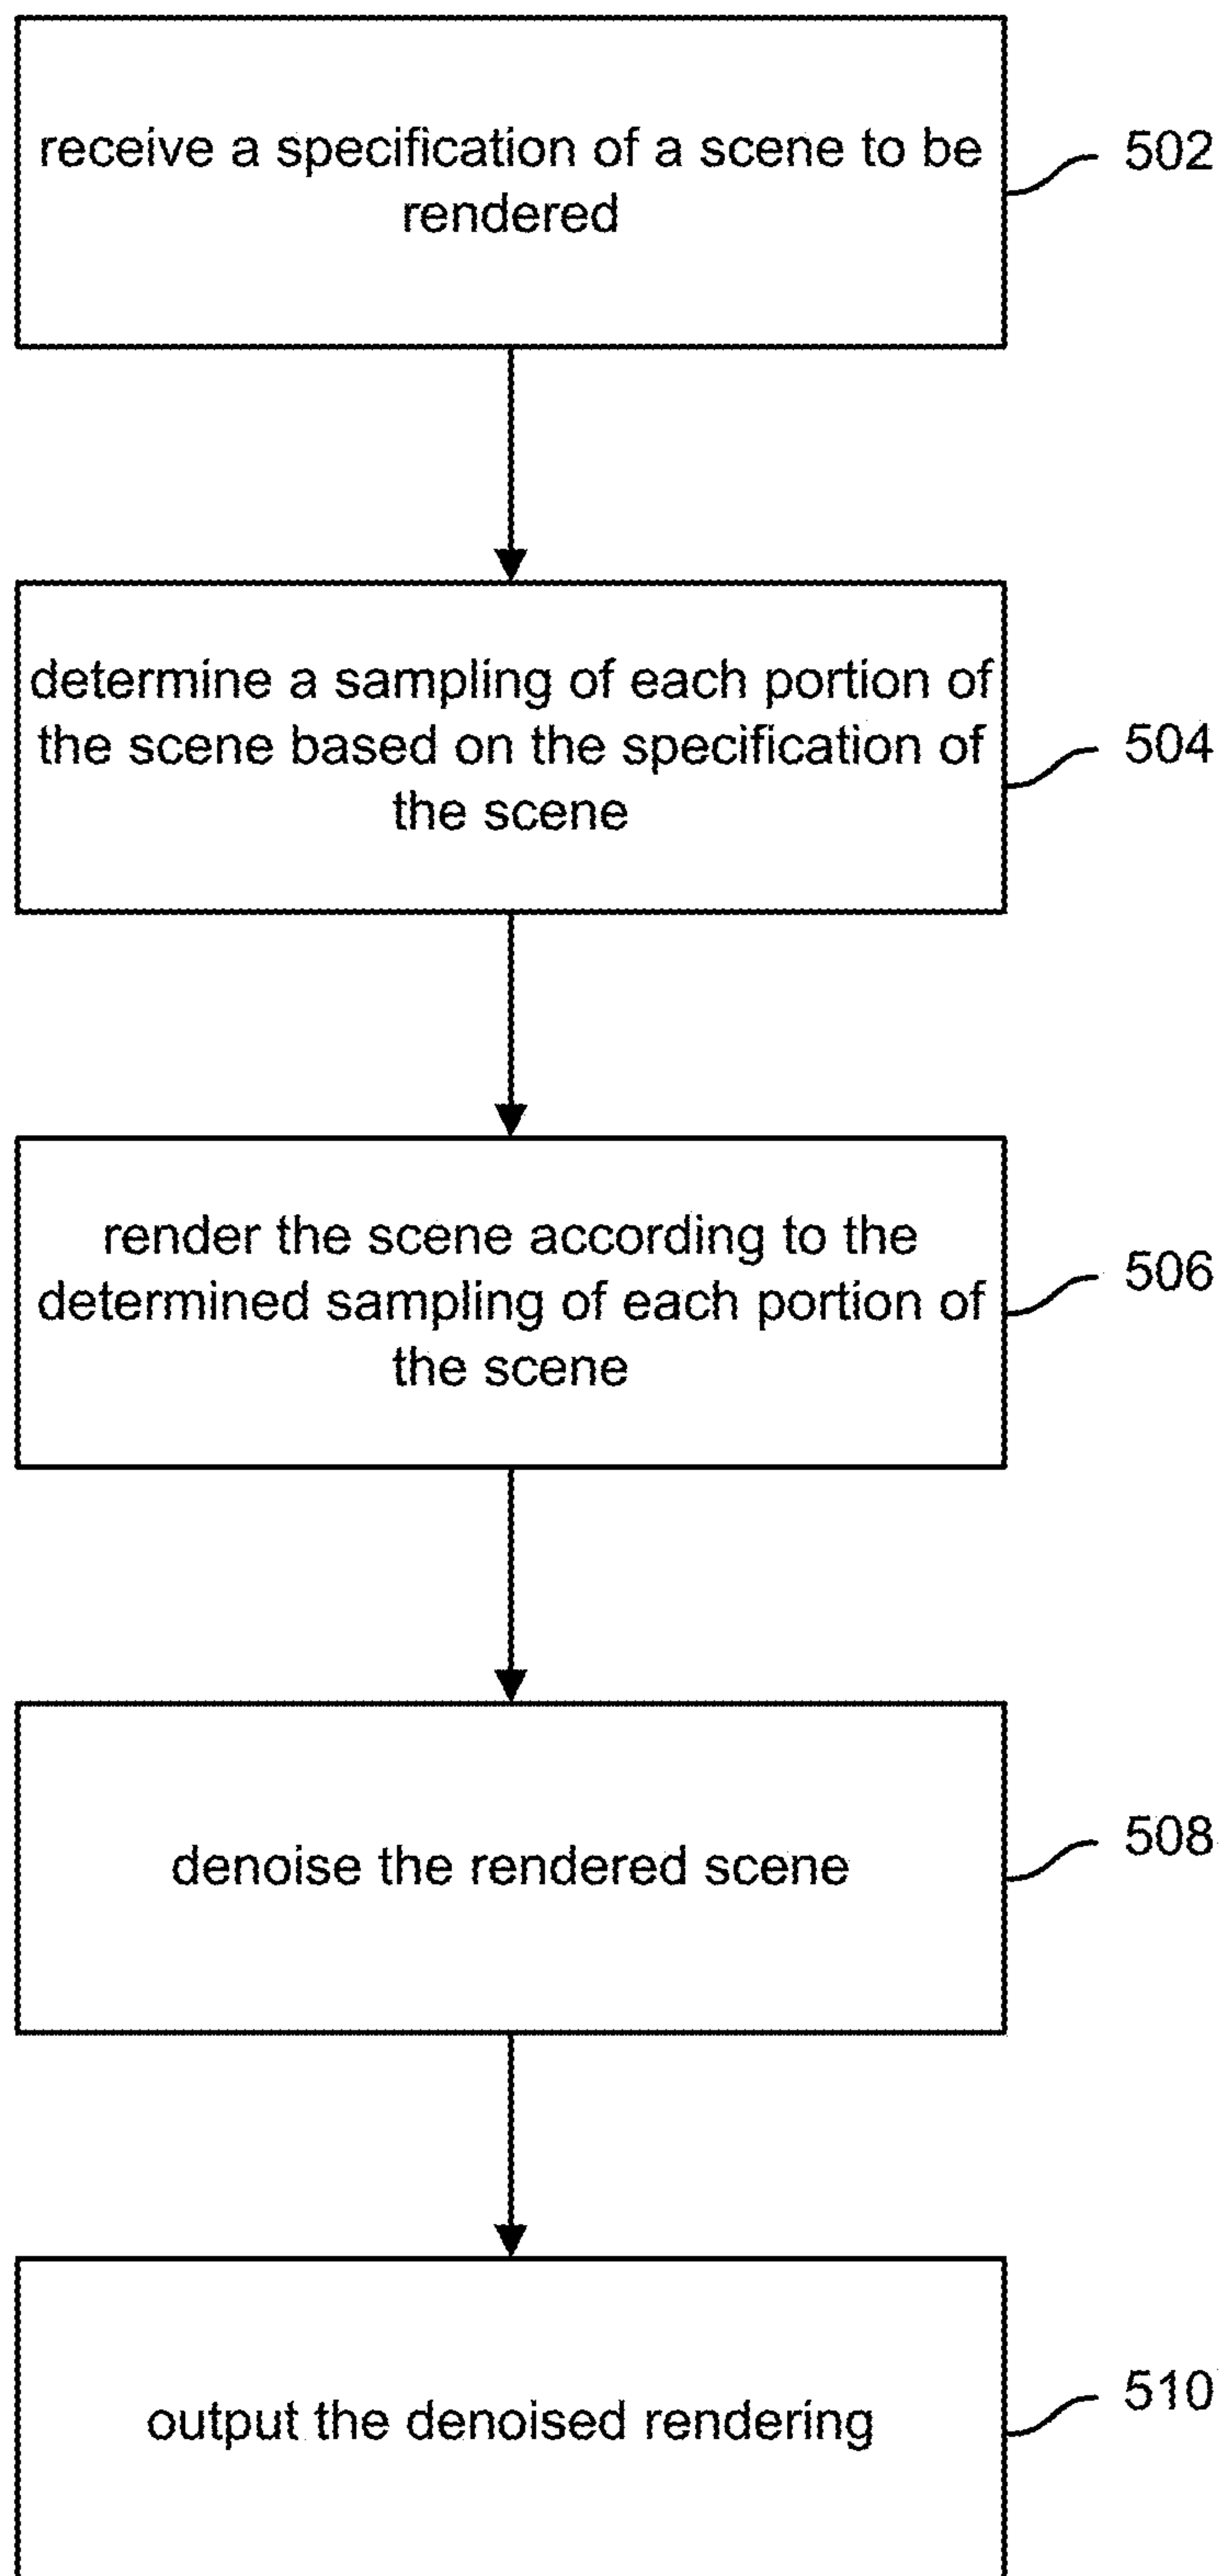 receive a specification of a scene to be
rendered
502
determine a sampling of each portion of
the scene based on the specification of
the scene
504
render the scene according to the
determined sampling of each portion of
the scene
506
denoise the rendered scene
508
output the denoised rendering
510